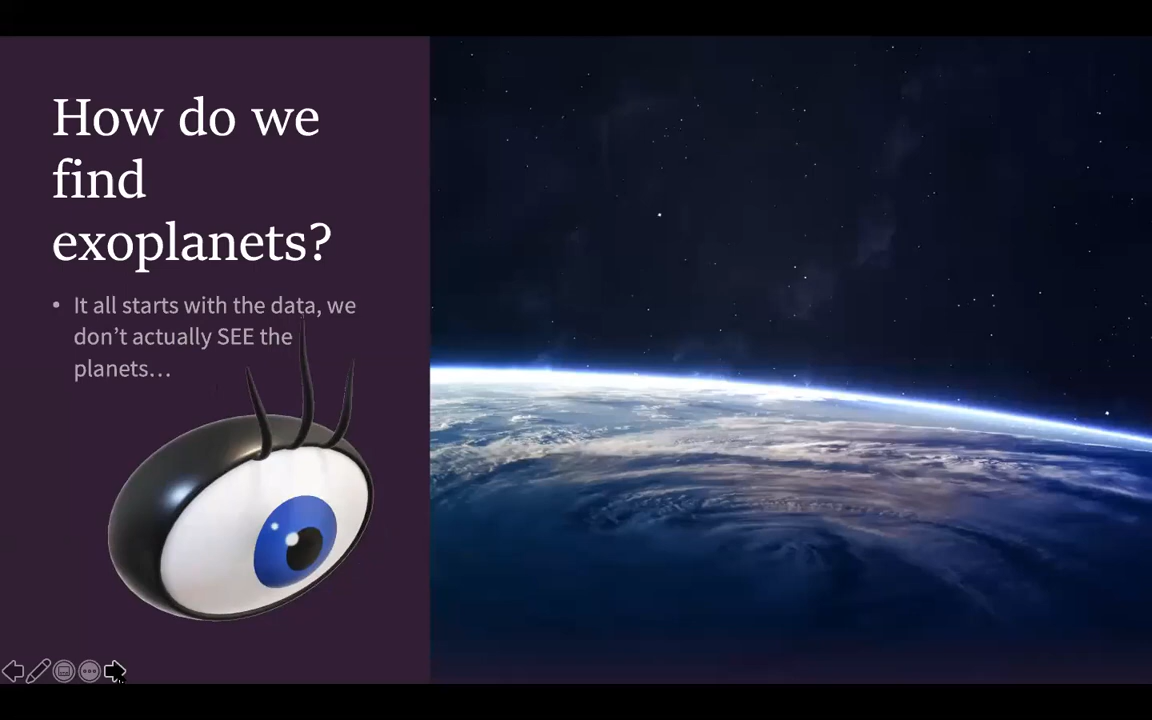 How do we
find
exoplanets?
• It all starts with the data, we
don’t actually SEE the
planets…